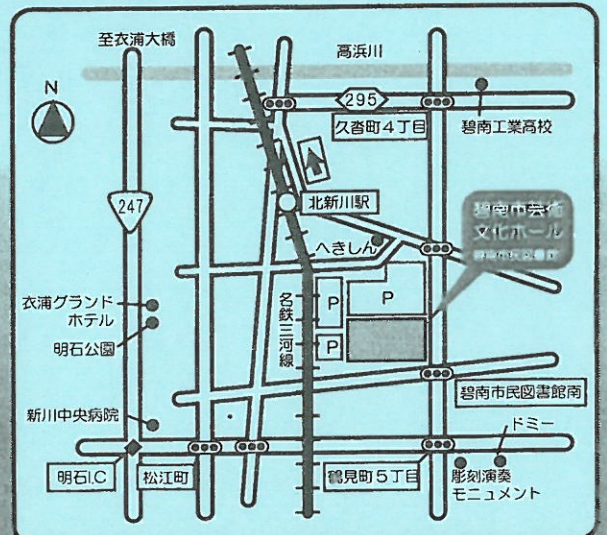 至衣浦大橋
高浜川
N
295
久沓町4丁目
碧南工業高校
247
北新川駅
碧南市芸術
文化ホール
へきしん
P
P
P
衣浦グランド
ホテル
明石公園
名鉄三河線
碧南市民図書館南
新川中央病院
ドミー
明石I.C
松江町
鶴見町5丁目
彫刻演奏
モニュメント